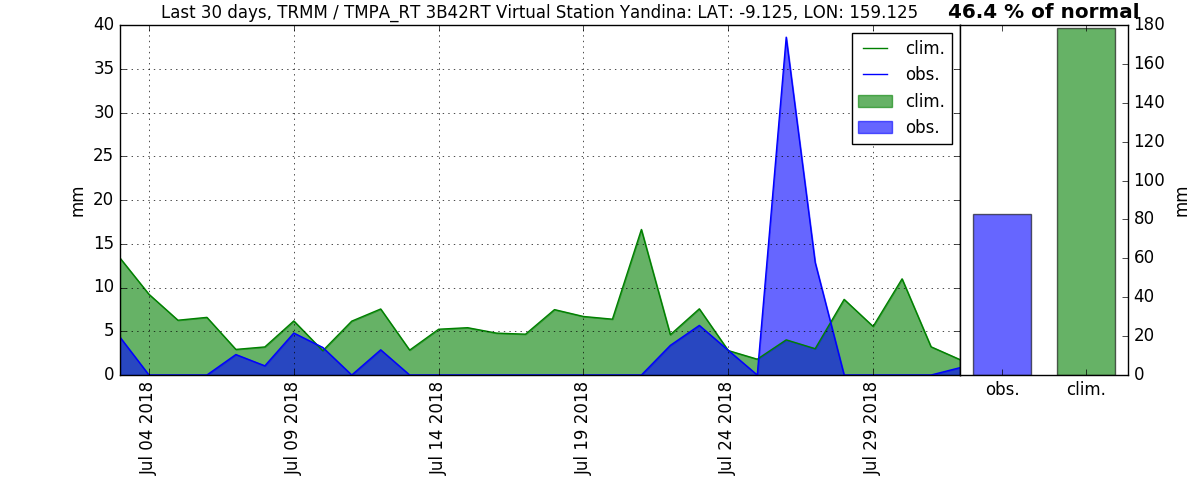 Last 30 days, TRMM / TMPA_RT 3B42RT Virtual Station Yandina: LAT: -9.125, LON: 159.125
46.4 % of normal
mm
40
35
30
25
20
15
10
5
0
clim.
obs.
clim.
obs.
Jul 04 2018
Jul 09 2018
Jul 14 2018
Jul 19 2018
Jul 24 2018
Jul 29 2018
180
160
140
120
100
80
60
40
20
0
mm
obs.
clim.